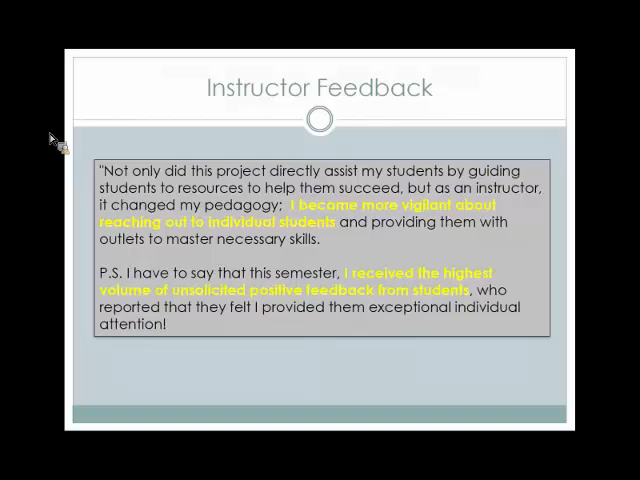 Instructor Feedback
"Not only did this project directly assist my students by guiding
students to resources to help them succeed, but as an instructor,
it changed my pedagogy; I became more vigilant about
reaching out to individual students and providing them with
outlets to master necessary skills.
P.S. I have to say that this semester, I received the highest
volume of unsolicited positive feedback from students, who
reported that they felt I provided them exceptional individual
attention!